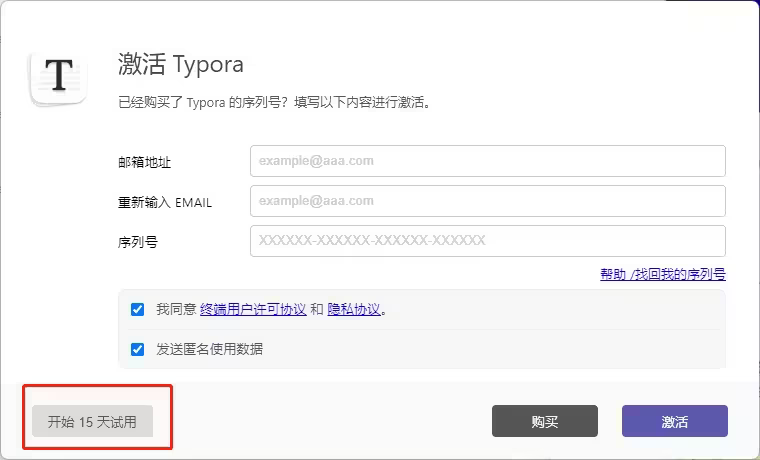 T
激活 Typora
已经购买了 Typora 的序列号？填写以下内容进行激活。
邮箱地址
example@aaa.com
重新输入 EMAIL
example@aaa.com
序列号
XXXXXX-XXXXXX-XXXXXX-XXXXXX
帮助 /找回我的序列号
我同意 终端用户许可协议 和 隐私协议。
发送匿名使用数据
开始 15 天试用
购买
激活